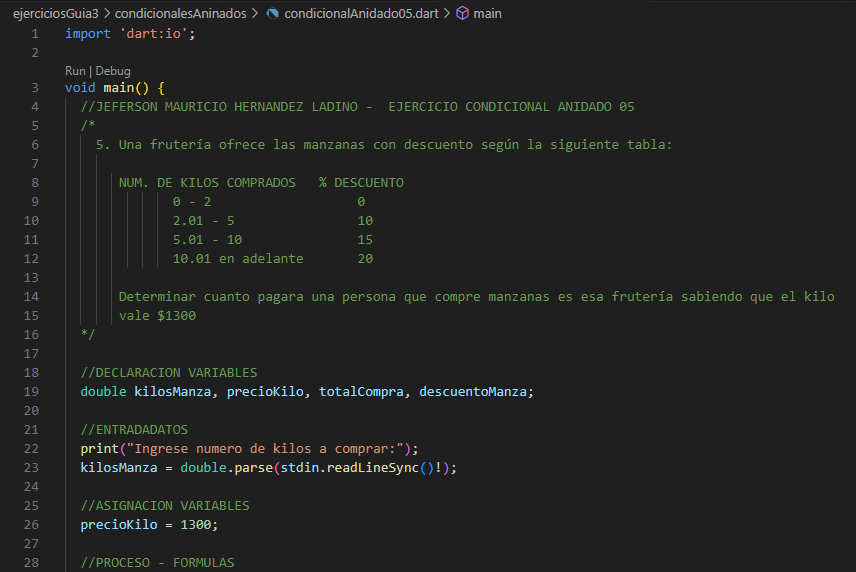 ejerciciosGuia3 > condicionalesAninados > condicionalAnidado05.dart > main
1 import 'dart:io';
2
Run | Debug
3 void main() {
4 //JEFERSON MAURICIO HERNANDEZ LADINO - EJERCICIO CONDICIONAL ANIDADO 05
5 /*
6 5. Una frutería ofrece las manzanas con descuento según la siguiente tabla:
7
8 NUM. DE KILOS COMPRADOS % DESCUENTO
9 0 - 2 0
10 2.01 - 5 10
11 5.01 - 10 15
12 10.01 en adelante 20
13
14 Determinar cuanto pagara una persona que compre manzanas es esa frutería sabiendo que el kilo
15 vale $1300
16 */
17
18 //DECLARACION VARIABLES
19 double kilosManza, precioKilo, totalCompra, descuentoManza;
20
21 //ENTRADADATOS
22 print("Ingrese numero de kilos a comprar:");
23 kilosManza = double.parse(stdin.readLineSync()!);
24
25 //ASIGNACION VARIABLES
26 precioKilo = 1300;
27
28 //PROCESO - FORMULAS